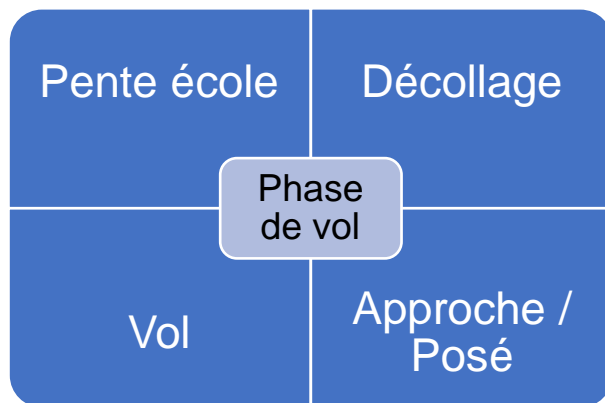 Pente école
Décollage
Phase
de vol
Vol
Approche /
Posé